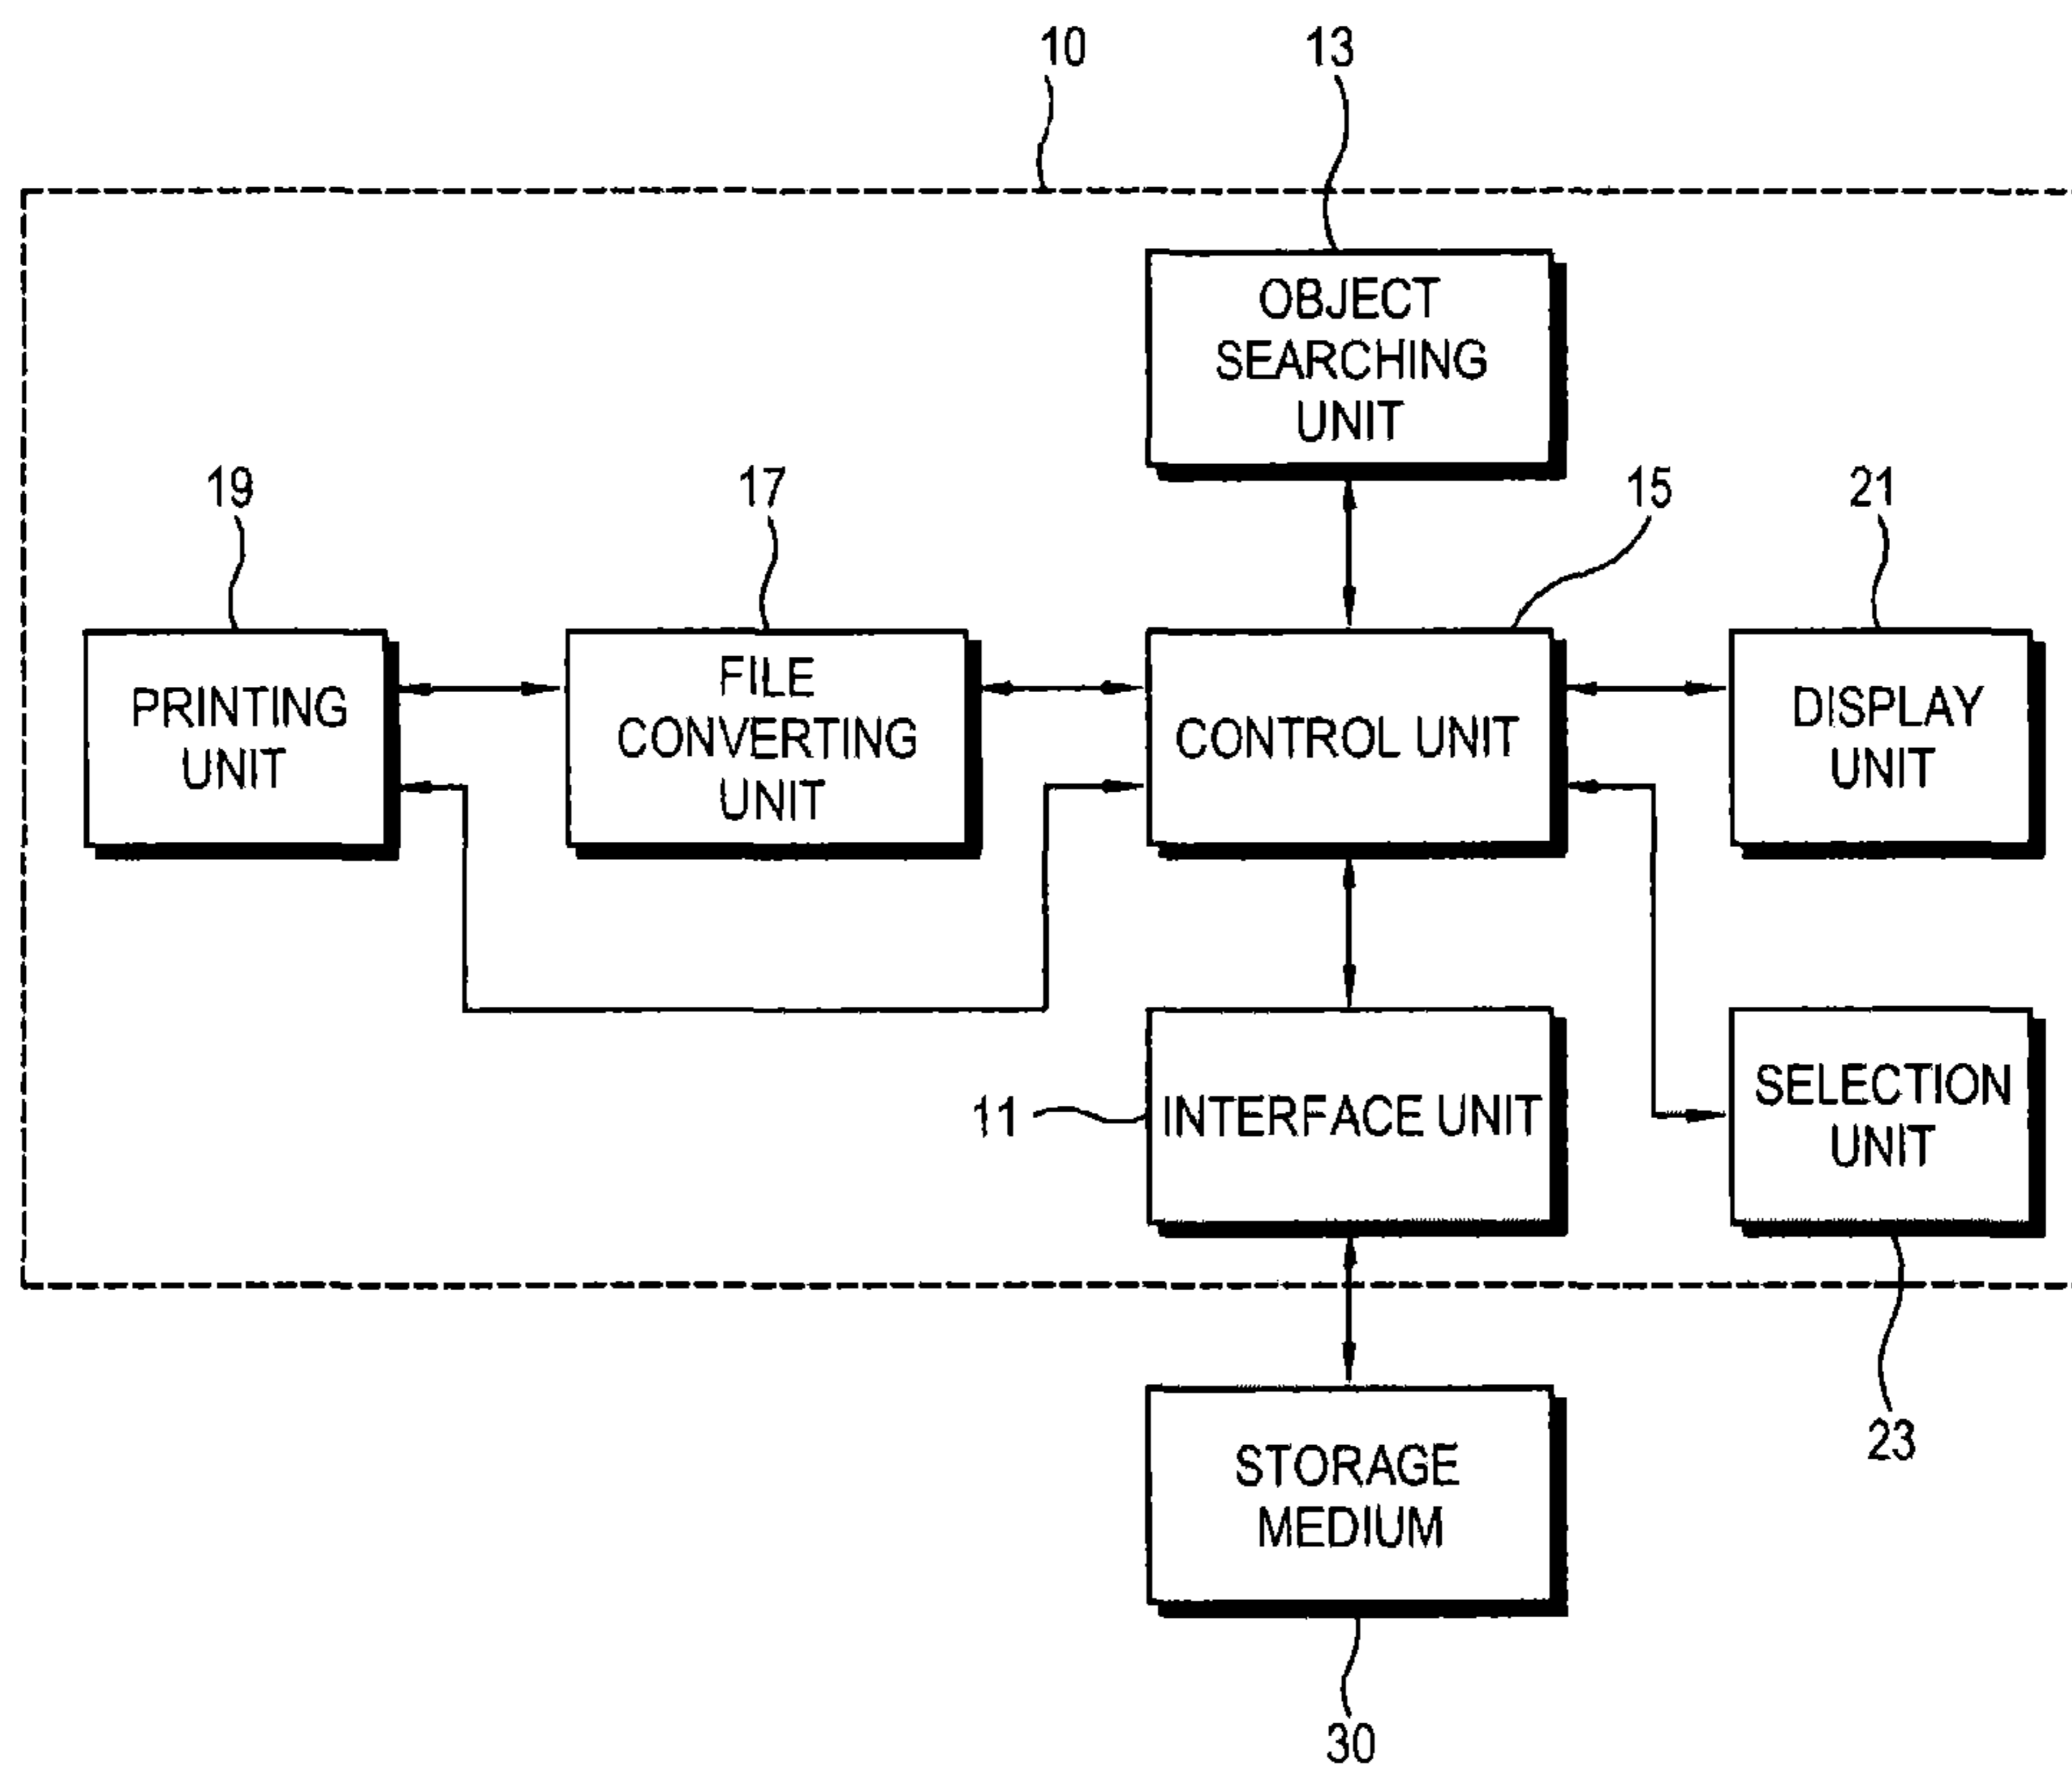 10
13
OBJECT
SEARCHING
UNIT
19
17
15
21
PRINTING
UNIT
FILE
CONVERTING
UNIT
CONTROL UNIT
DISPLAY
UNIT
11
INTERFACE UNIT
SELECTION
UNIT
23
STORAGE
MEDIUM
30